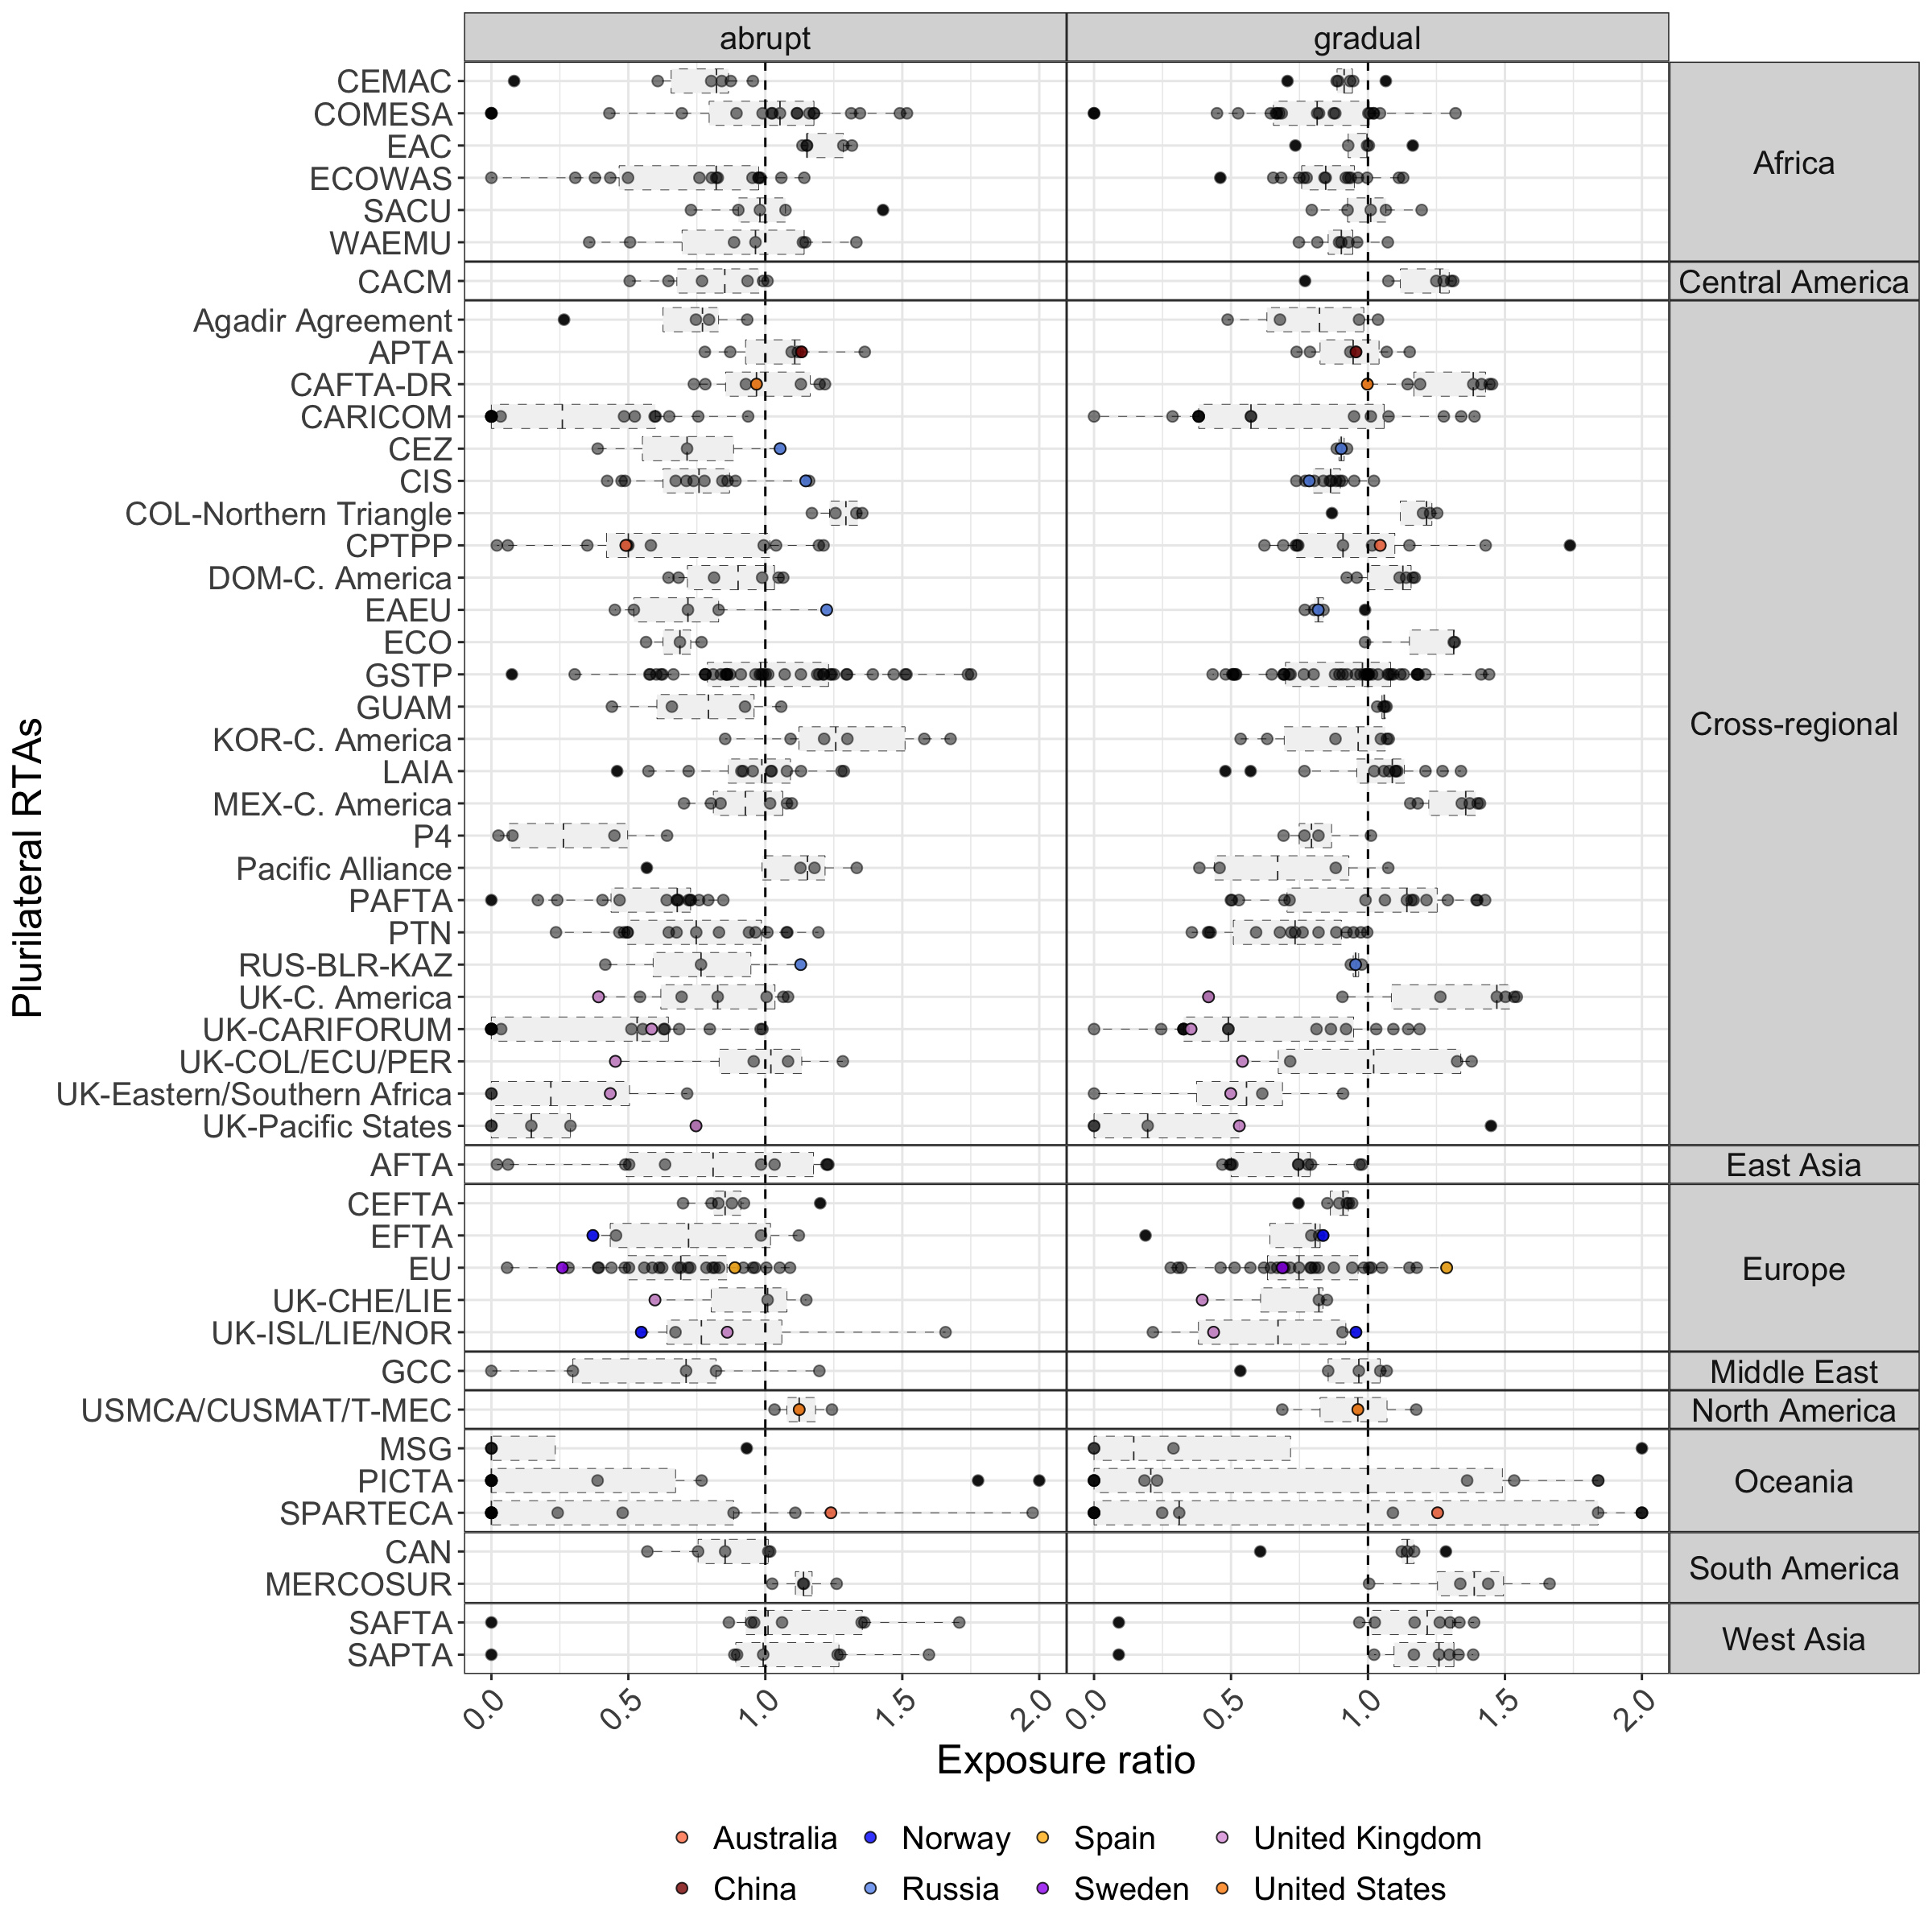 abrupt gradual
CEMAC
COMESA
EAC
ECOWAS
SACU
WAEMU
Africa
CACM
Central America
Agadir Agreement
APTA
CAFTA-DR
CARICOM
CEZ
CIS
COL-Northern Triangle
CPTPP
DOM-C. America
EAEU
ECO
GSTP
GUAM
KOR-C. America
LAIA
MEX-C. America
P4
Pacific Alliance
PAFTA
PTN
RUS-BLR-KAZ
UK-C. America
UK-CARIFORUM
UK-COL/ECU/PER
UK-Eastern/Southern Africa
UK-Pacific States
Cross-regional
AFTA
East Asia
CEFTA
EFTA
EU
UK-CHE/LIE
UK-ISL/LIE/NOR
Europe
GCC
Middle East
USMCA/CUSMAT/T-MEC
North America
MSG
PICTA
SPARTECA
Oceania
CAN
MERCOSUR
South America
SAFTA
SAPTA
West Asia
Plurilateral RTAs
0.0 0.5 1.0 1.5 2.0 0.0 0.5 1.0 1.5 2.0
Exposure ratio
Australia Norway Spain United Kingdom
China Russia Sweden United States